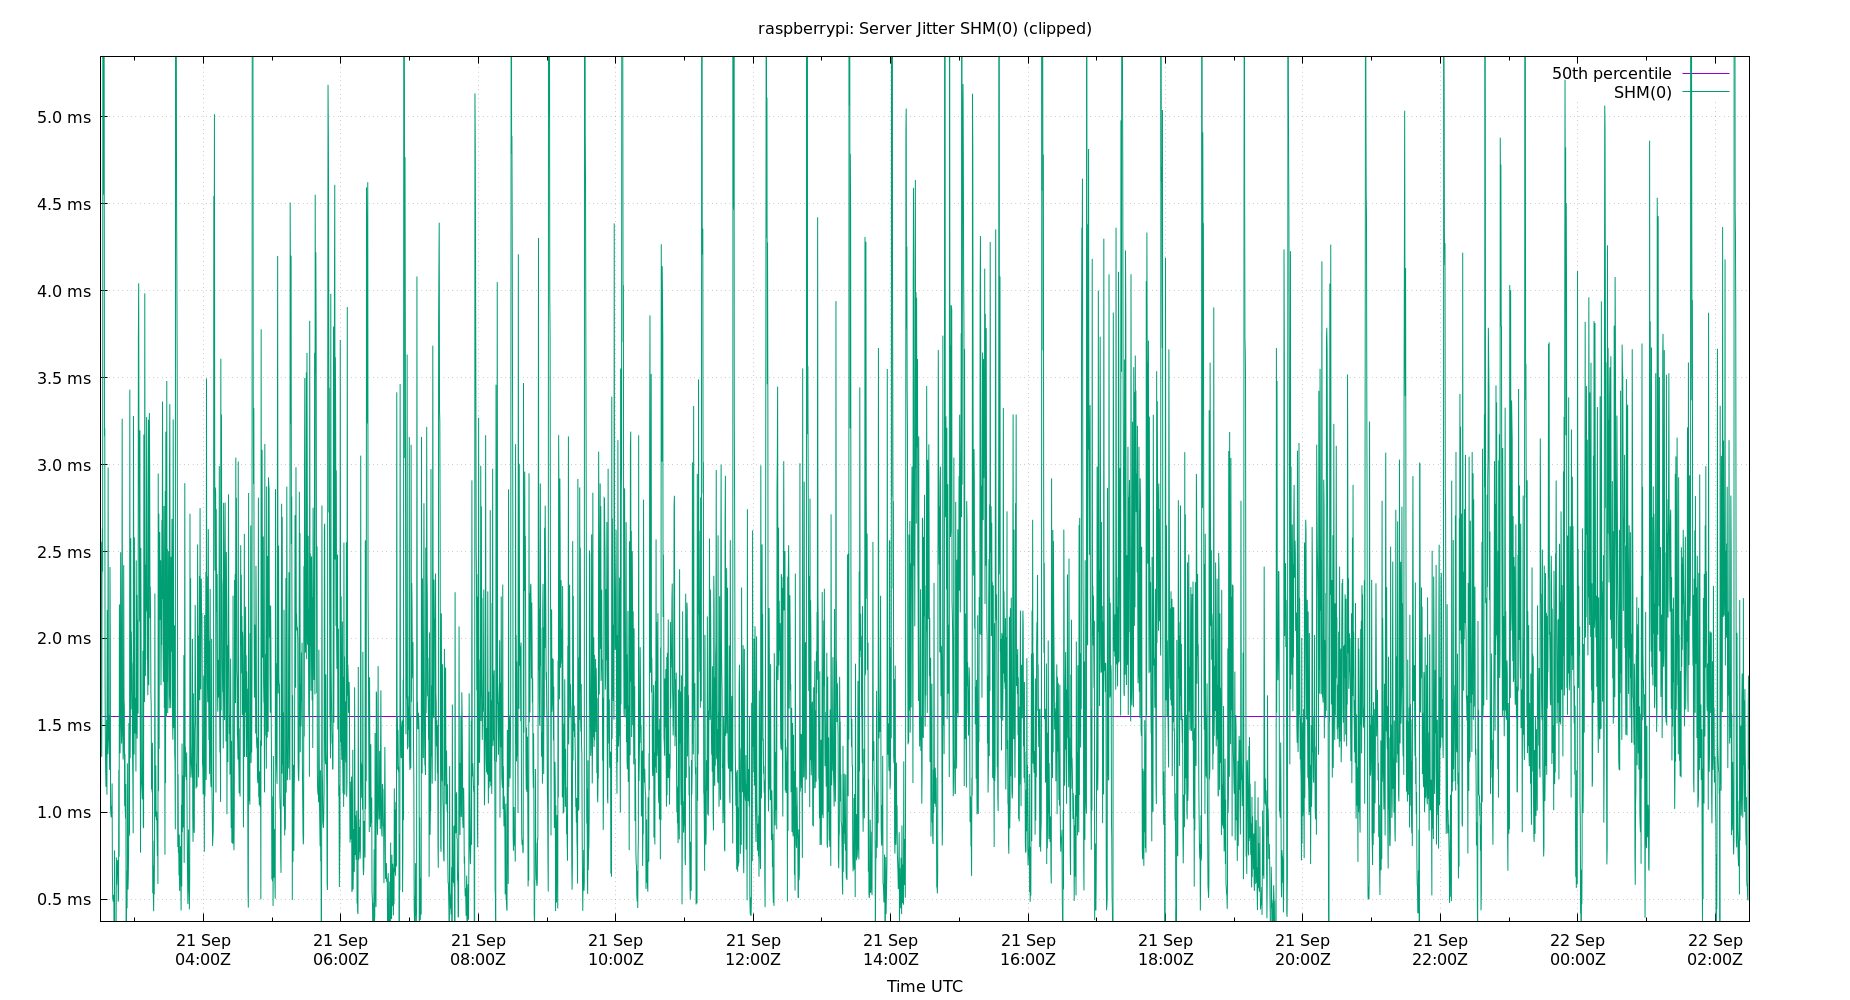 raspberrypi: Server Jitter SHM(0) (clipped)
50th percentile
SHM(0)
5.0 ms
4.5 ms
4.0 ms
3.5 ms
3.0 ms
2.5 ms
2.0 ms
1.5 ms
1.0 ms
0.5 ms
21 Sep 21 Sep 21 Sep 21 Sep 21 Sep 21 Sep 21 Sep 21 Sep 21 Sep 21 Sep 22 Sep 22 Sep
04:00Z 06:00Z 08:00Z 10:00Z 12:00Z 14:00Z 16:00Z 18:00Z 20:00Z 22:00Z 00:00Z 02:00Z
Time UTC